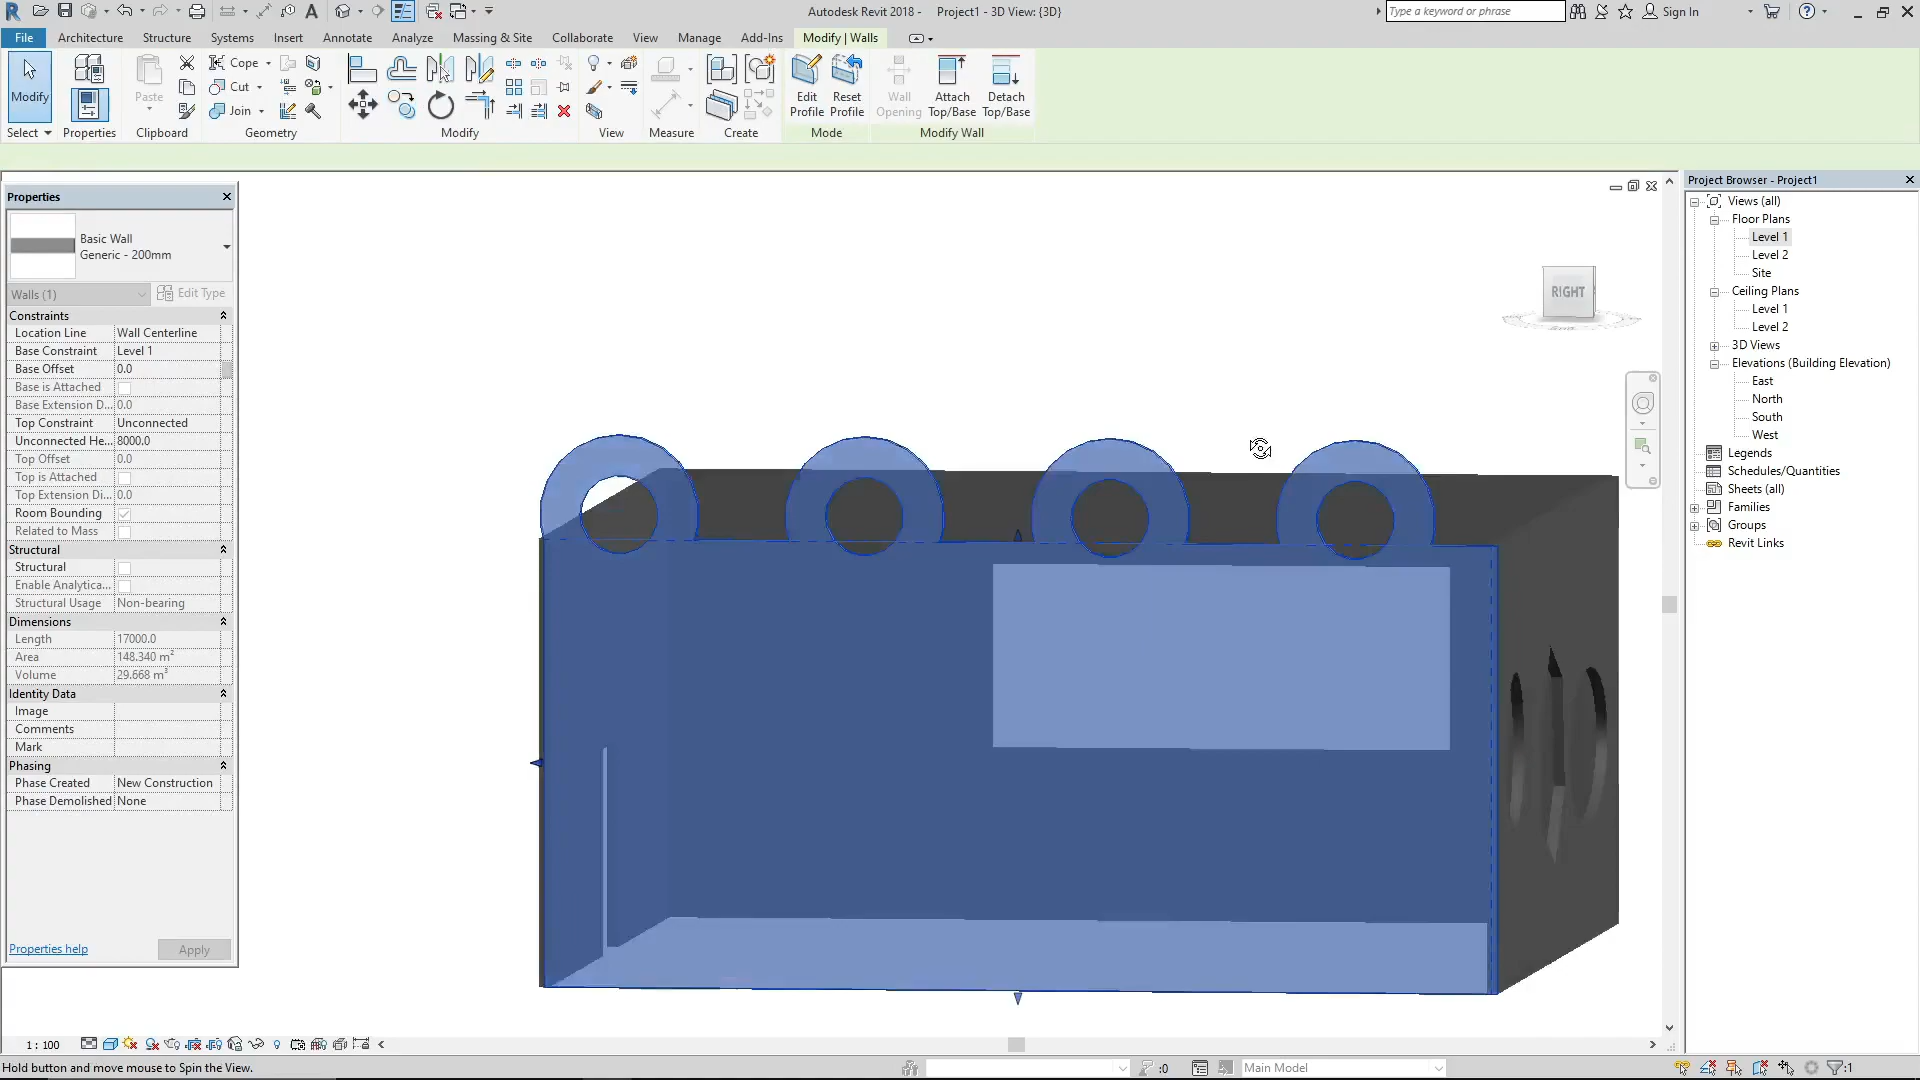 Autodesk Revit 2018 - Project1 - 3D View: {3D}
Type a keyword or phrase
Sign In
File Architecture Structure Systems Insert Annotate Analyze Massing & Site Collaborate View Manage Add-Ins Modify | Walls
Modify
Select
Properties
Paste
Clipboard
Cope
Cut
Join
Geometry
Modify
View
Measure
Create
Edit Profile
Reset Profile
Mode
Wall Opening
Attach Top/Base
Detach Top/Base
Modify Wall
Properties
Basic Wall
Generic - 200mm
Walls (1)
Edit Type
Constraints
Location Line Wall Centerline
Base Constraint Level 1
Base Offset 0.0
Base is Attached
Base Extension D... 0.0
Top Constraint Unconnected
Unconnected He... 8000.0
Top Offset 0.0
Top is Attached
Top Extension Di... 0.0
Room Bounding
Related to Mass
Structural
Structural
Enable Analytica...
Structural Usage Non-bearing
Dimensions
Length 17000.0
Area 148.340 m²
Volume 29.668 m³
Identity Data
Image
Comments
Mark
Phasing
Phase Created New Construction
Phase Demolished None
Properties help
Apply
RIGHT
Project Browser - Project1
Views (all)
Floor Plans
Level 1
Level 2
Site
Ceiling Plans
Level 1
Level 2
3D Views
Elevations (Building Elevation)
East
North
South
West
Legends
Schedules/Quantities
Sheets (all)
Families
Groups
Revit Links
1 : 100
Hold button and move mouse to Spin the View.
:0
Main Model
:1